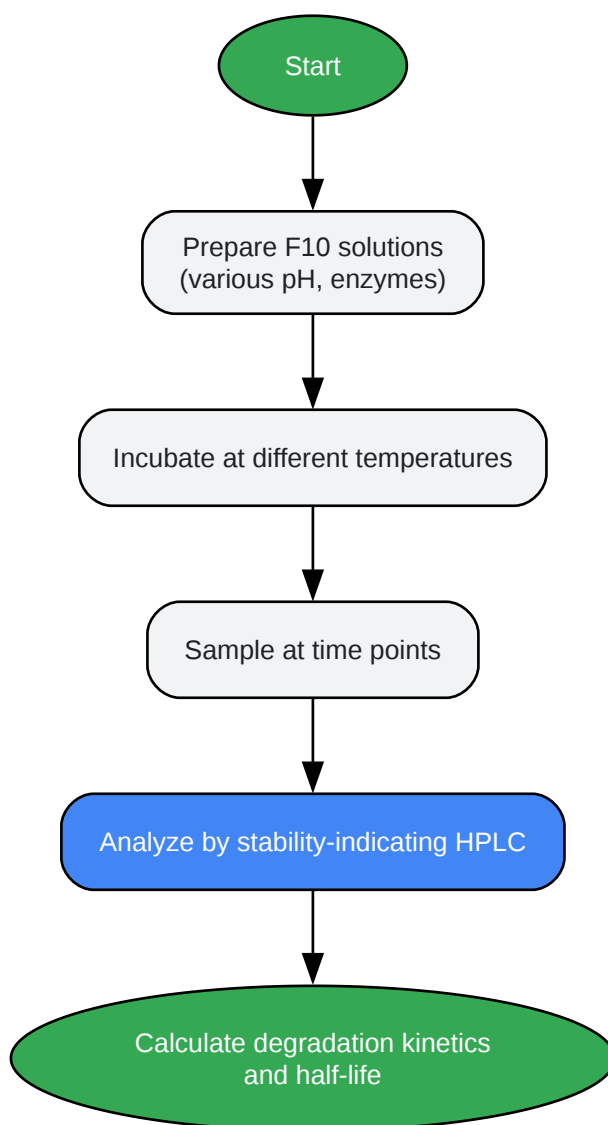 Start
Prepare F10 solutions
(various pH, enzymes)
Incubate at different temperatures
Sample at time points
Analyze by stability-indicating HPLC
Calculate degradation kinetics
and half-life